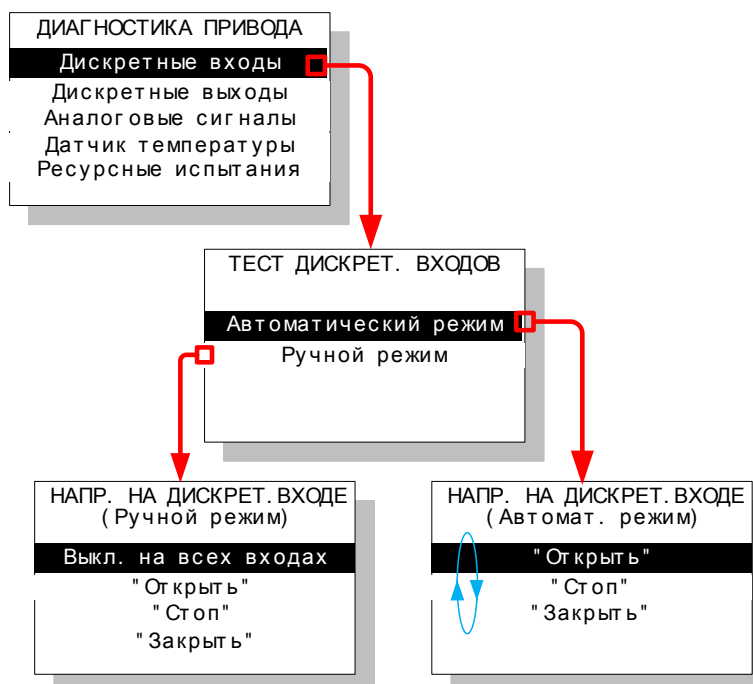 ДИАГНОСТИКА ПРИВОДА
Дискретные входы
Дискретные выходы
Аналоговые сигналы
Датчик температуры
Ресурсные испытания
ТЕСТ ДИСКРЕТ. ВХОДОВ
Автоматический режим
Ручной режим
НАПР. НА ДИСКРЕТ. ВХОДЕ
(Ручной режим)
Выкл. на всех входах
"Открыть"
"Стоп"
"Закрыть"
НАПР. НА ДИСКРЕТ. ВХОДЕ
(Автомат. режим)
"Открыть"
"Стоп"
"Закрыть"